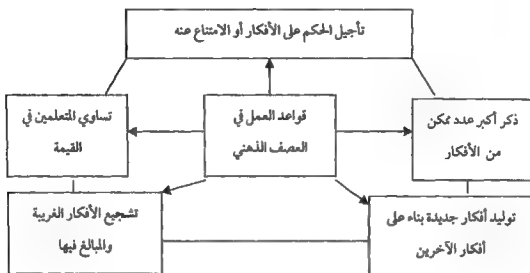 تأجيل الحكم على الأفكار أو الامتناع عنه
ذكر أكبر عدد ممكن
من الأفكار
قواعد العمل في
العصف الذهني
تساوي المتعلمين في
القيمة
توليد أفكار جديدة بناء على
أفكار الآخرين
تشجيع الأفكار الغريبة
والمبالغ فيها